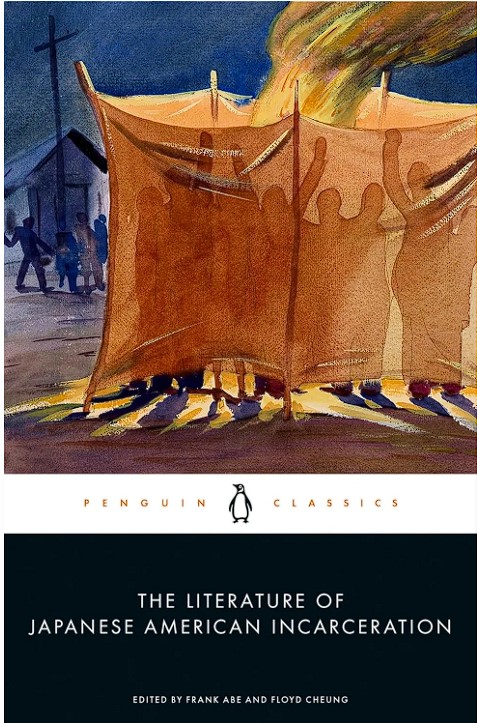 PENGUIN CLASSICS
THE LITERATURE OF
JAPANESE AMERICAN INCARCERATION
EDITED BY FRANK ABE AND FLOYD CHEUNG